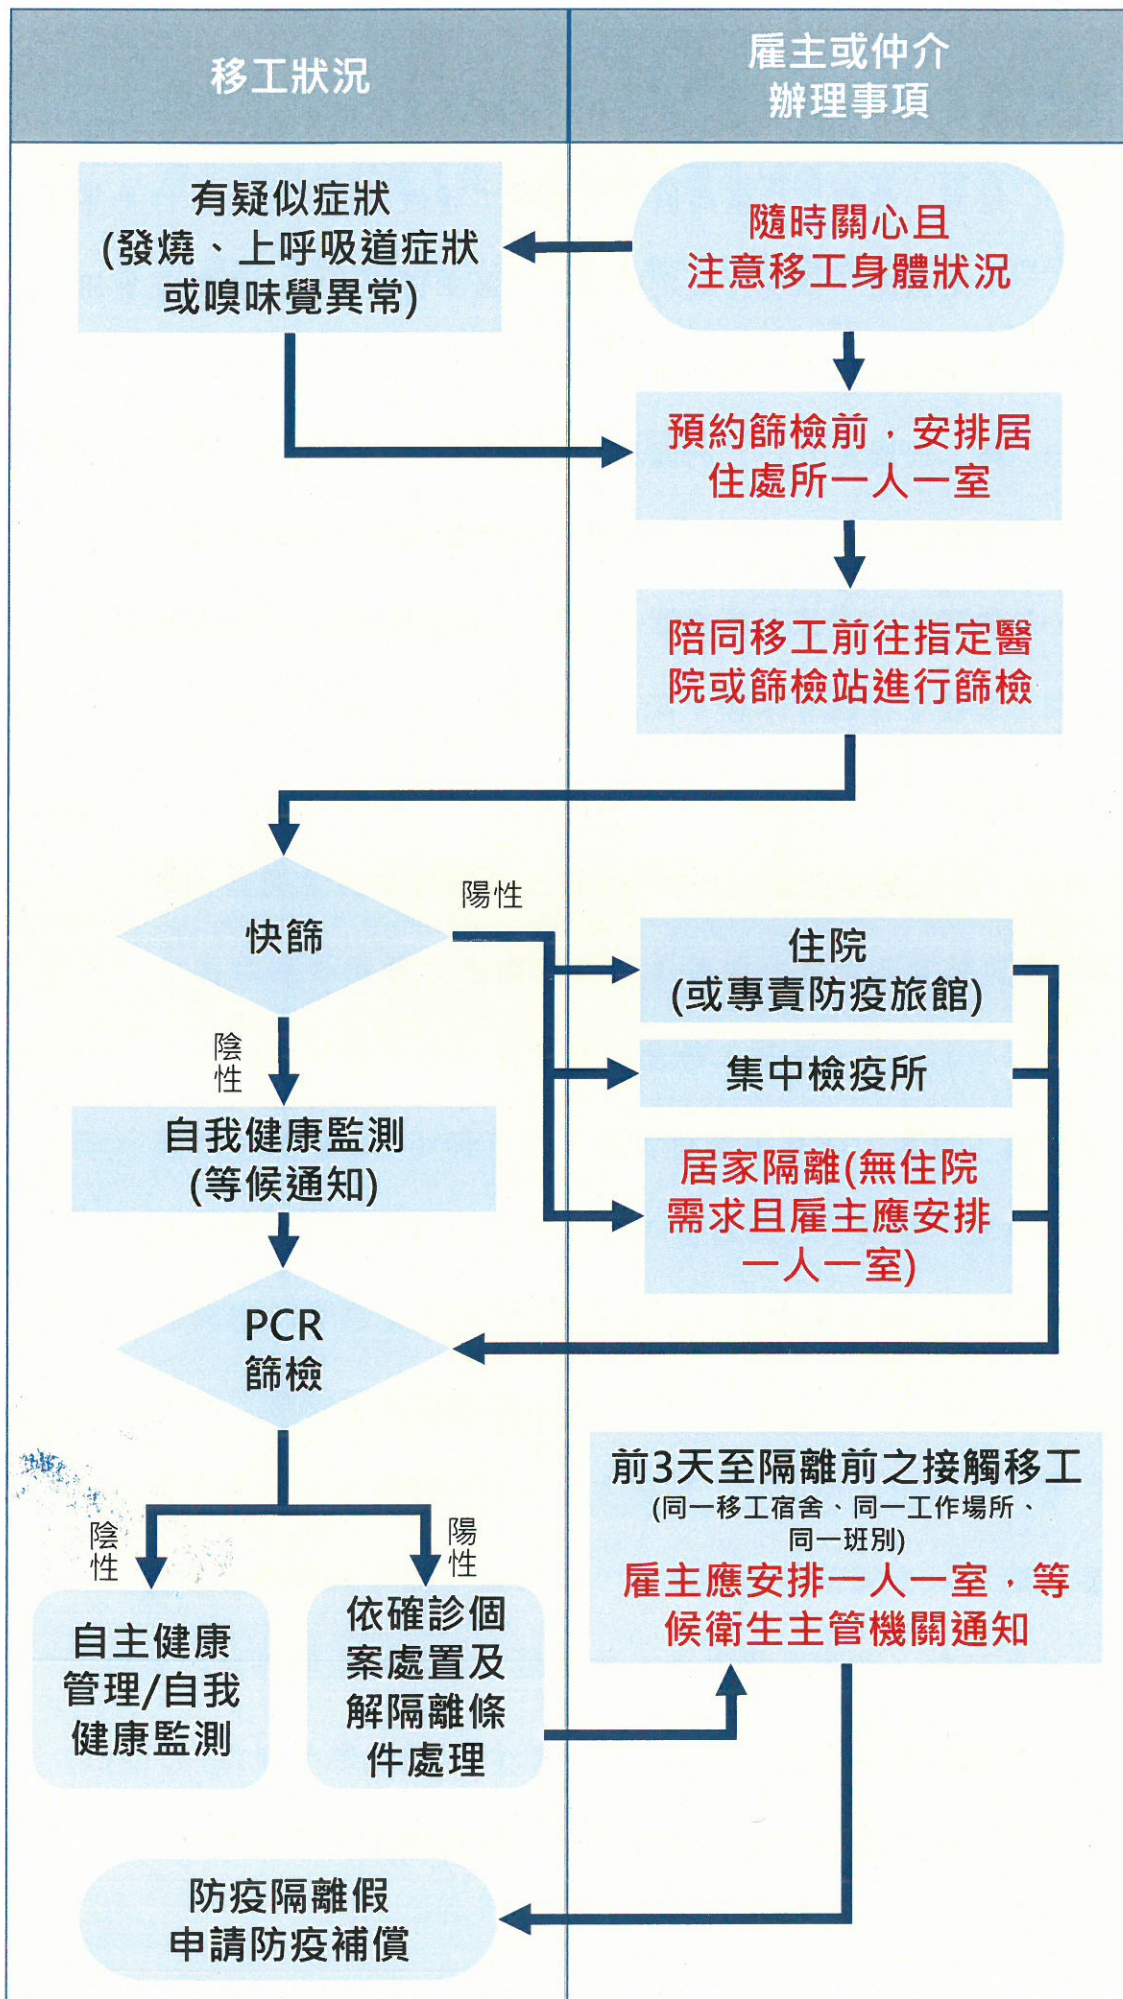 移工狀況
雇主或仲介
辦理事項
有疑似症狀
(發燒、上呼吸道症狀
或嗅味覺異常)
隨時關心且
注意移工身體狀況
預約篩檢前，安排居
住處所一人一室
陪同移工前往指定醫
院或篩檢站進行篩檢
快篩
陽性
陰性
住院
(或專責防疫旅館)
集中檢疫所
居家隔離(無住院
需求且雇主應安排
一人一室)
自我健康監測
(等候通知)
PCR
篩檢
陰性
陽性
自主健康
管理/自我
健康監測
依確診個
案處置及
解隔離條
件處理
前3天至隔離前之接觸移工
(同一移工宿舍、同一工作場所、
同一班別)
雇主應安排一人一室，等
候衛生主管機關通知
防疫隔離假
申請防疫補償